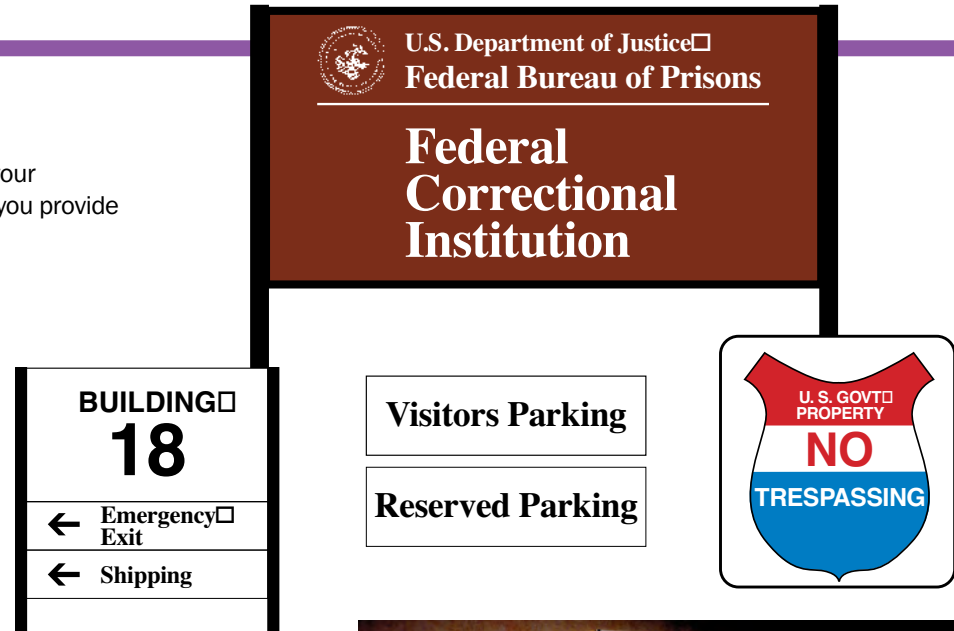 our
you provide
U.S. Department of Justice□
Federal Bureau of Prisons
Federal
Correctional
Institution
BUILDING□
18
← Emergency□
Exit
← Shipping
Visitors Parking
Reserved Parking
U. S. GOVT□
PROPERTY
NO
TRESPASSING